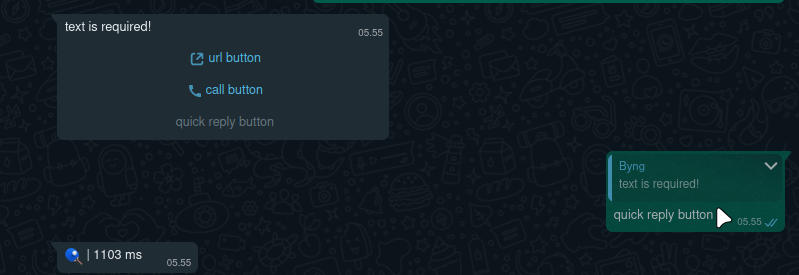 text is required!
05.55
url button
call button
quick reply button
Byng
text is required!
quick reply button
05.55
| 1103 ms
05.55